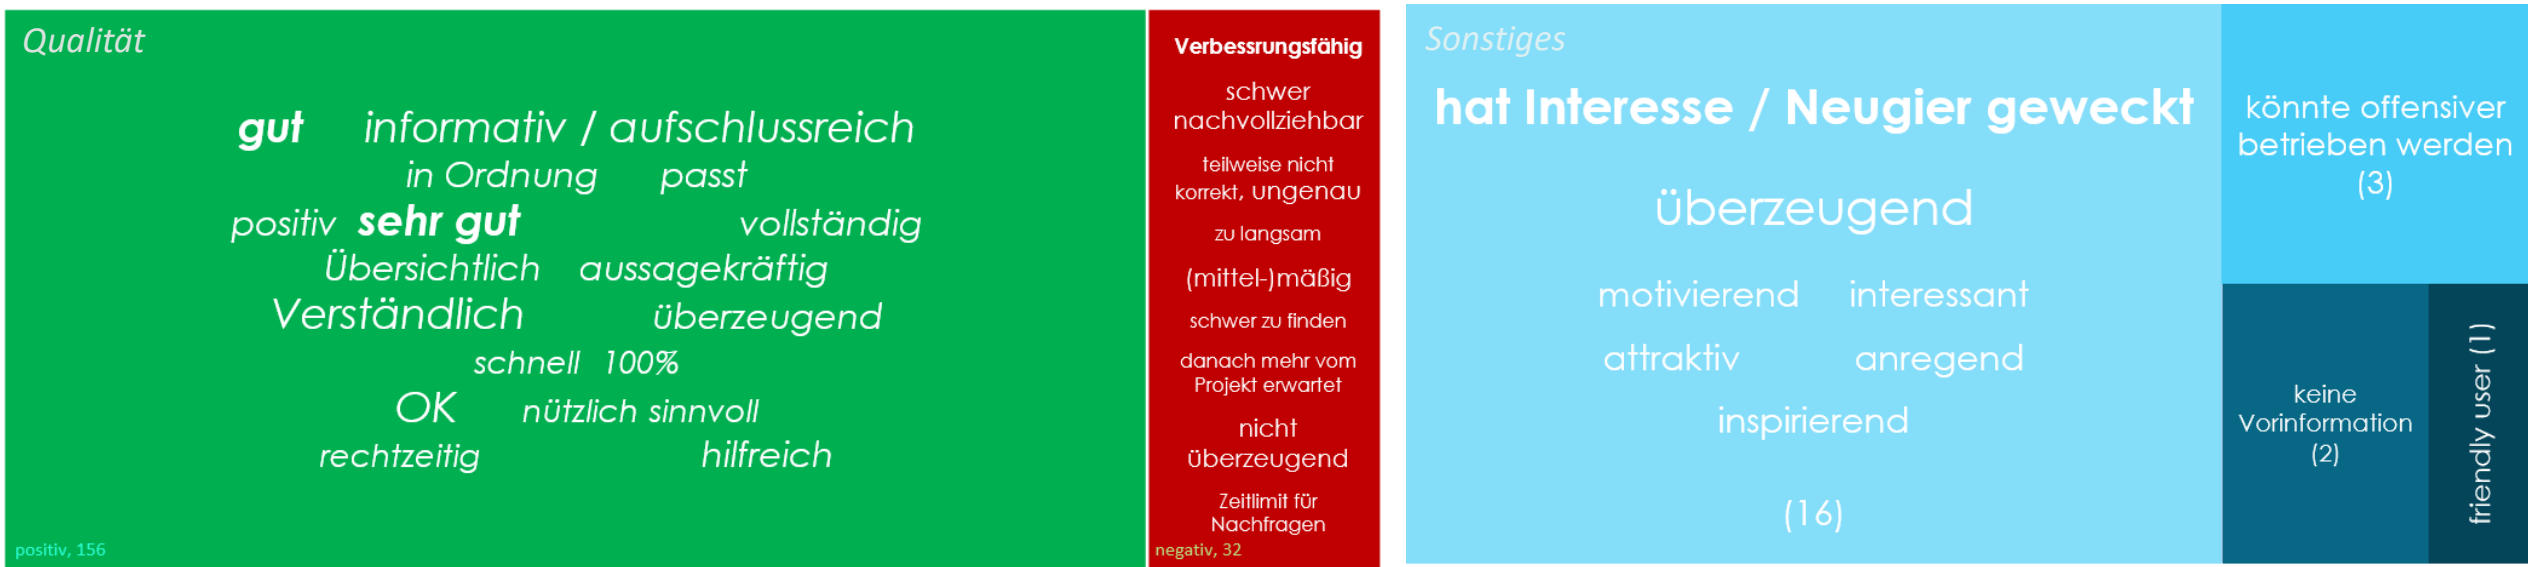 Qualität
gut informativ / aufschlussreich
in Ordnung passt
positiv sehr gut vollständig
Übersichtlich aussagekräftig
Verständlich überzeugend
schnell 100%
OK nützlich sinnvoll
rechtzeitig hilfreich
positiv, 156
Verbessrungsfähig
schwer
nachvollziehbar
teilweise nicht
korrekt, ungenau
zu langsam
(mittel-)mäßig
schwer zu finden
danach mehr vom
Projekt erwartet
nicht
überzeugend
Zeitlimit für
Nachfragen
negativ, 32
Sonstiges
hat Interesse / Neugier geweckt
überzeugend
motivierend interessant
attraktiv anregend
inspirierend
(16)
könnte offensiver
betrieben werden
(3)
keine
Vorinformation
(2)
friendly user (1)